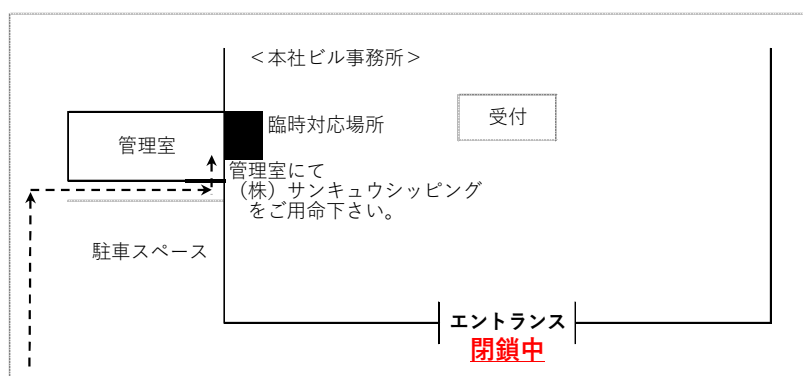 ＜本社ビル事務所＞
受付
臨時対応場所
管理室
管理室にて
（株）サンキュウシッピング
をご用命下さい。
駐車スペース
エントランス
閉鎖中